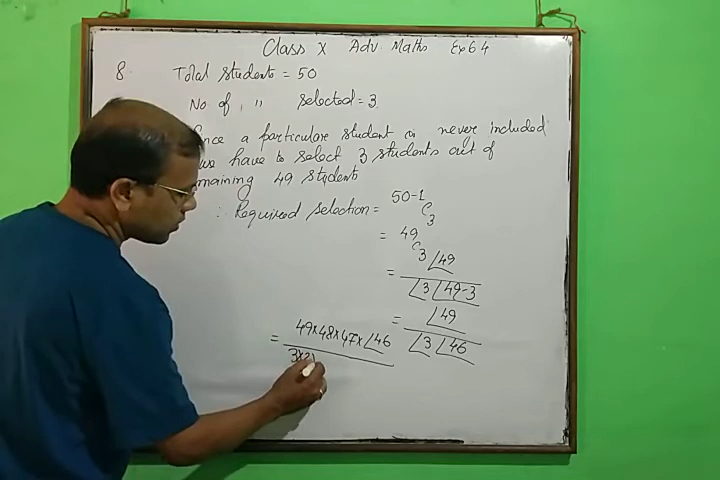 Class X Adv. Maths Ex 6.4
8 Total students = 50
No of , ,, selected = 3
a particulare student is never included
we have to select 3 students out of
maining 49 students
∴ Required selection = 50-1C3
= 49C3
= ∠49 / ∠3 ∠49-3
= ∠49 / ∠3 ∠46
= 49×48×47×∠46 / 3×2